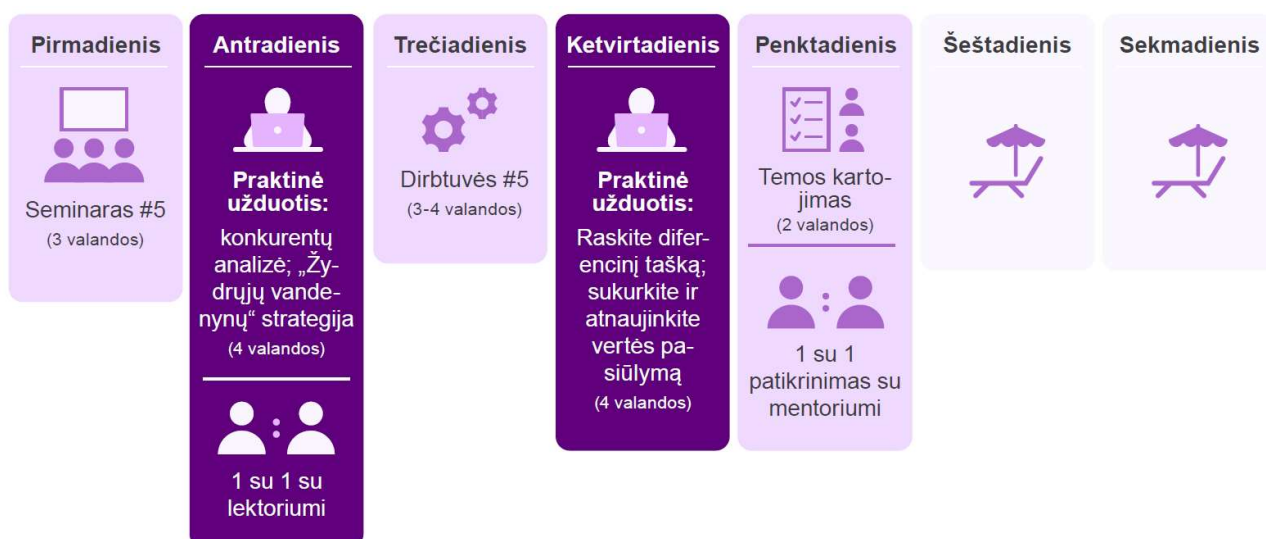 Pirmadienis
Seminaras #5
(3 valandos)
Antradienis
Praktinė
užduotis:
konkurentų
analizė; „Žy-
drųjų vande-
nynų“ strategija
(4 valandos)
1 su 1 su
lektoriumi
Trečiadienis
Dirbtuvės #5
(3-4 valandos)
Ketvirtadienis
Praktinė
užduotis:
Raskite difer-
encinį tašką;
sukurkite ir
atnaujinkite
vertės pa-
siūlymą
(4 valandos)
Penktadienis
Temos karto-
jimas
(2 valandos)
1 su 1
patikrinimas su
mentoriumi
Šeštadienis
Sekmadienis